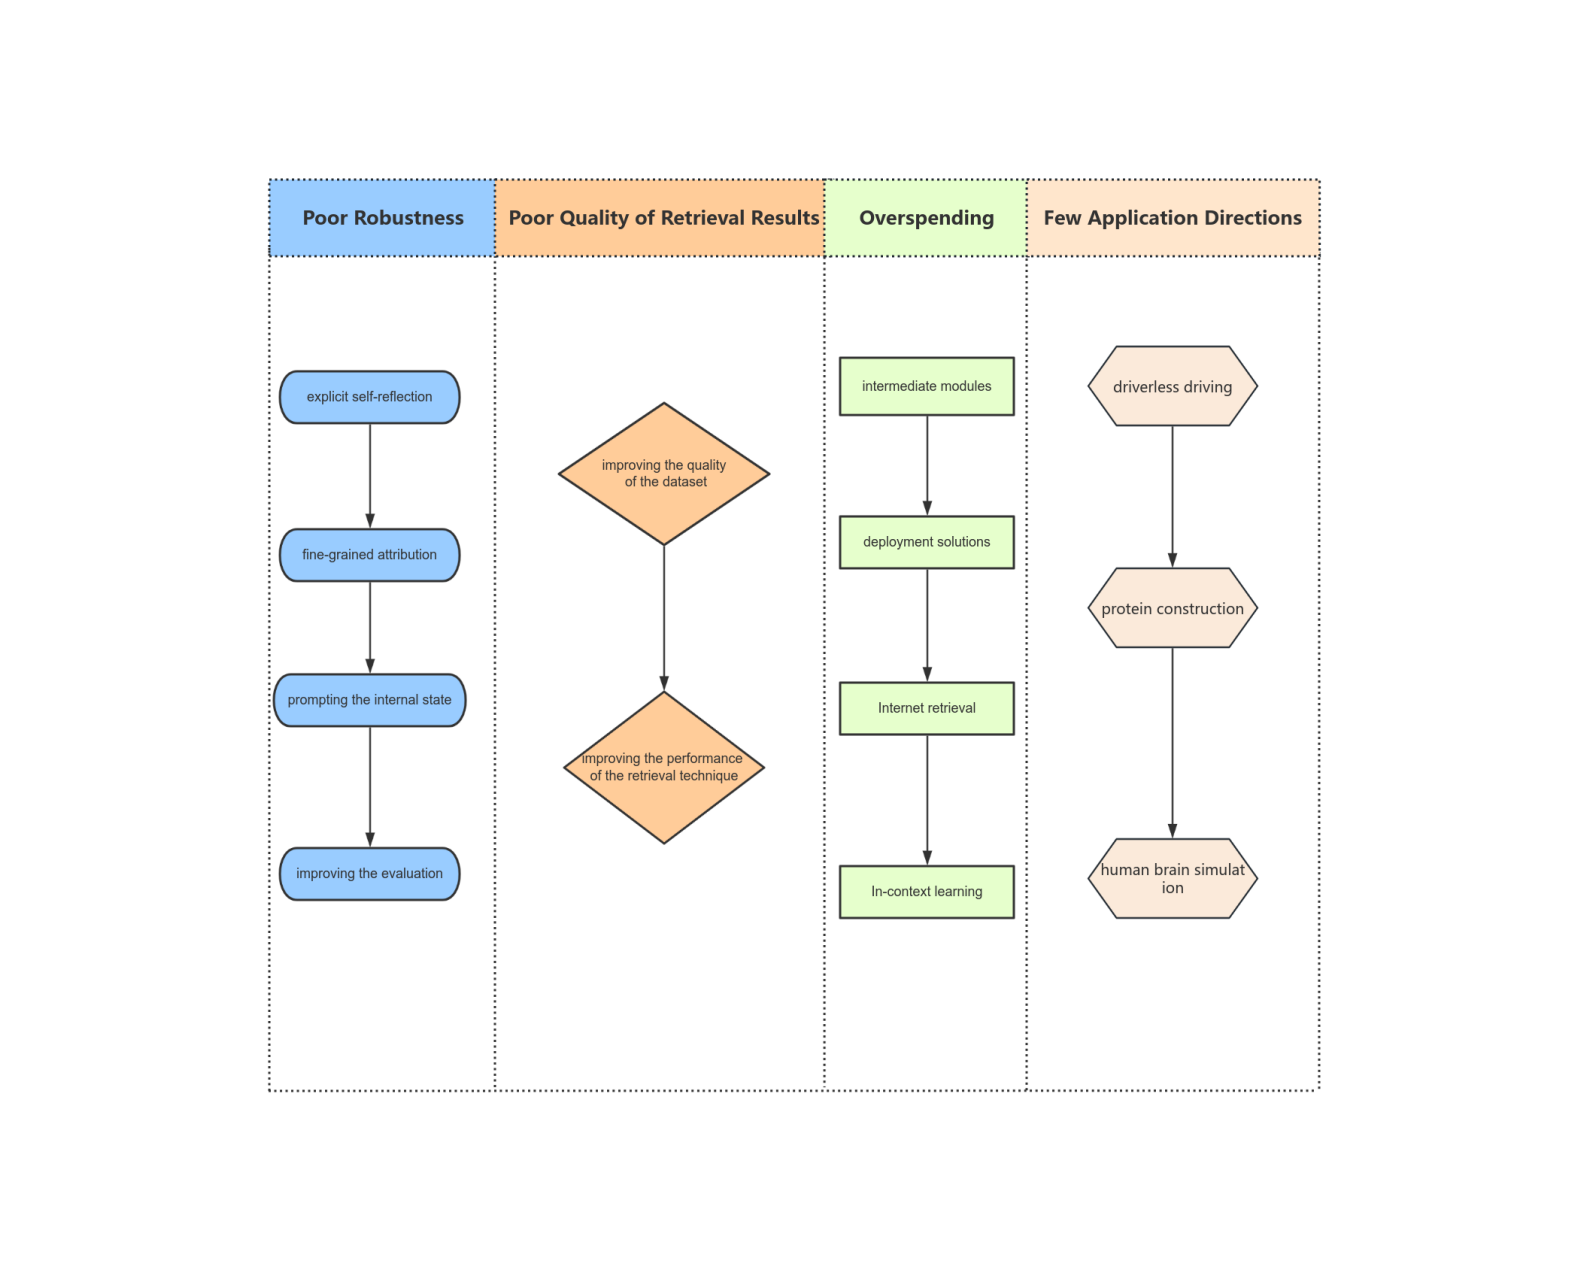 Poor Robustness
Poor Quality of Retrieval Results
Overspending
Few Application Directions
explicit self-reflection
fine-grained attribution
prompting the internal state
improving the evaluation
improving the quality
of the dataset
improving the performance
of the retrieval technique
intermediate modules
deployment solutions
Internet retrieval
In-context learning
driverless driving
protein construction
human brain simulat
ion